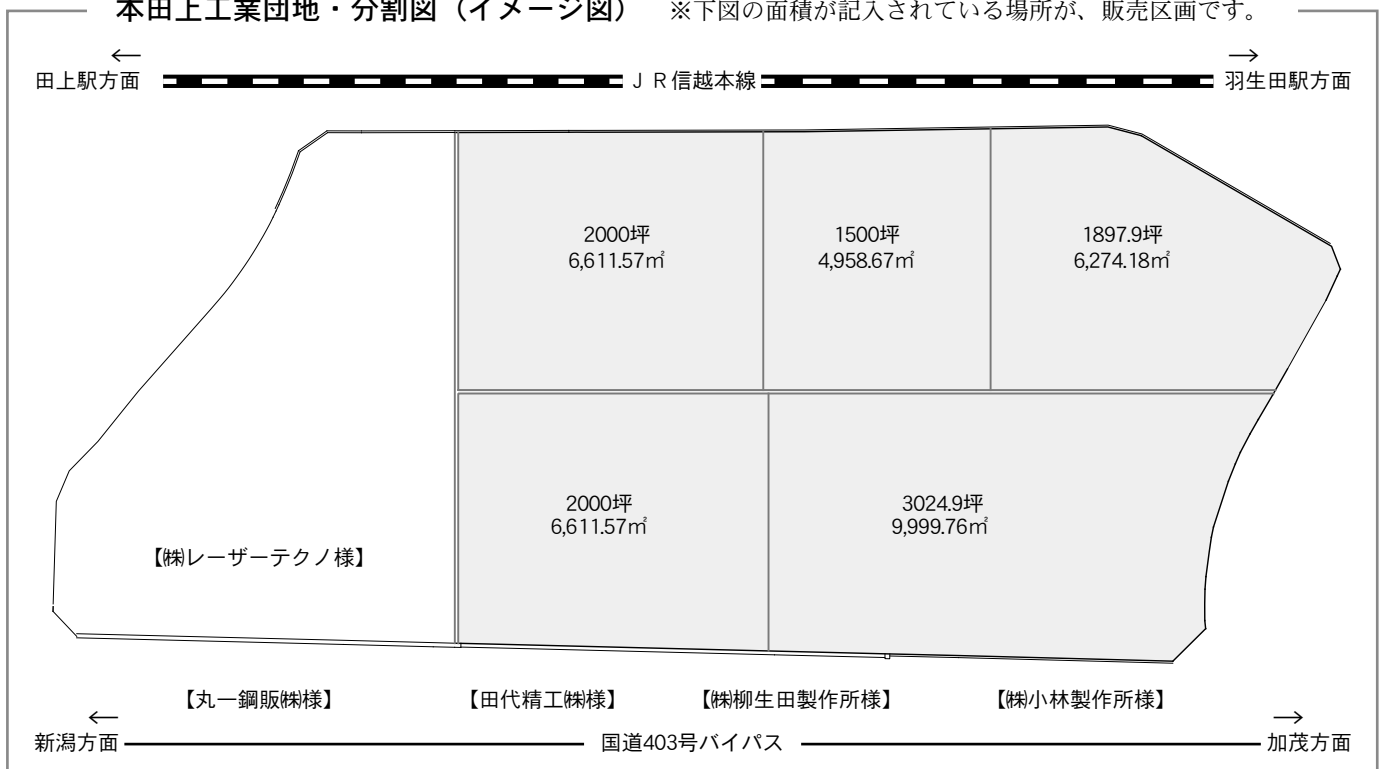 本田上工業団地・分割図（イメージ図） ※下図の面積が記入されている場所が、販売区画です。
← →
田上駅方面 ＪＲ信越本線 羽生田駅方面
2000坪 1500坪 1897.9坪
6,611.57㎡ 4,958.67㎡ 6,274.18㎡
2000坪 3024.9坪
6,611.57㎡ 9,999.76㎡
【㈱レーザーテクノ様】
【丸一鋼販㈱様】 【田代精工㈱様】 【㈱柳生田製作所様】 【㈱小林製作所様】
← →
新潟方面 国道403号バイパス 加茂方面